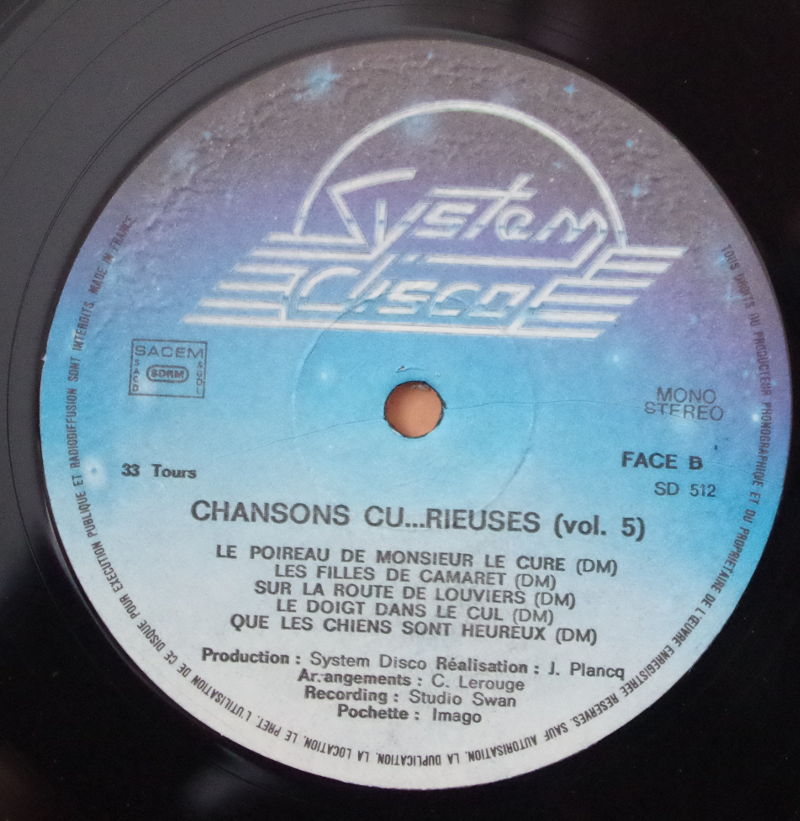 System
disco
SACEM
SACD
SDRM
SGDL
MONO
STEREO
33 Tours
FACE B
SD 512
CHANSONS CU...RIEUSES (vol. 5)
LE POIREAU DE MONSIEUR LE CURE (DM)
LES FILLES DE CAMARET (DM)
SUR LA ROUTE DE LOUVIERS (DM)
LE DOIGT DANS LE CUL (DM)
QUE LES CHIENS SONT HEUREUX (DM)
Production : System Disco Réalisation : J. Plancq
Arrangements : C. Lerouge
Recording : Studio Swan
Pochette : Imago
TOUS DROITS DU PRODUCTEUR PHONOGRAPHIQUE ET DU PROPRIETAIRE DE L'ŒUVRE ENREGISTREE RESERVES. SAUF AUTORISATION, LA DUPLICATION, LA LOCATION, LE PRET, L'UTILISATION DE CE DISQUE POUR EXECUTION PUBLIQUE ET RADIODIFFUSION SONT INTERDITS. MADE IN FRANCE